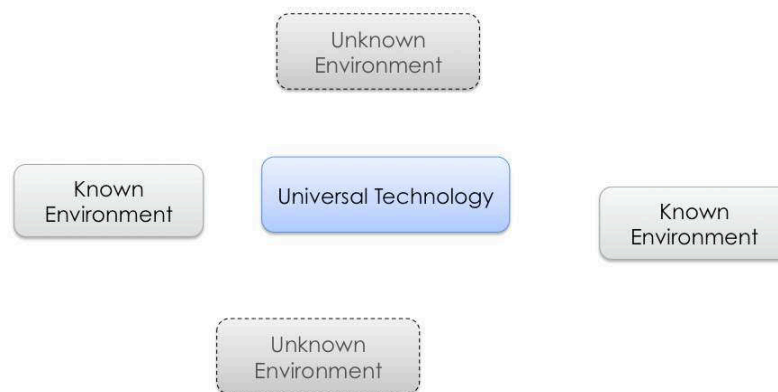 Unknown
Environment
Known
Environment
Universal Technology
Known
Environment
Unknown
Environment